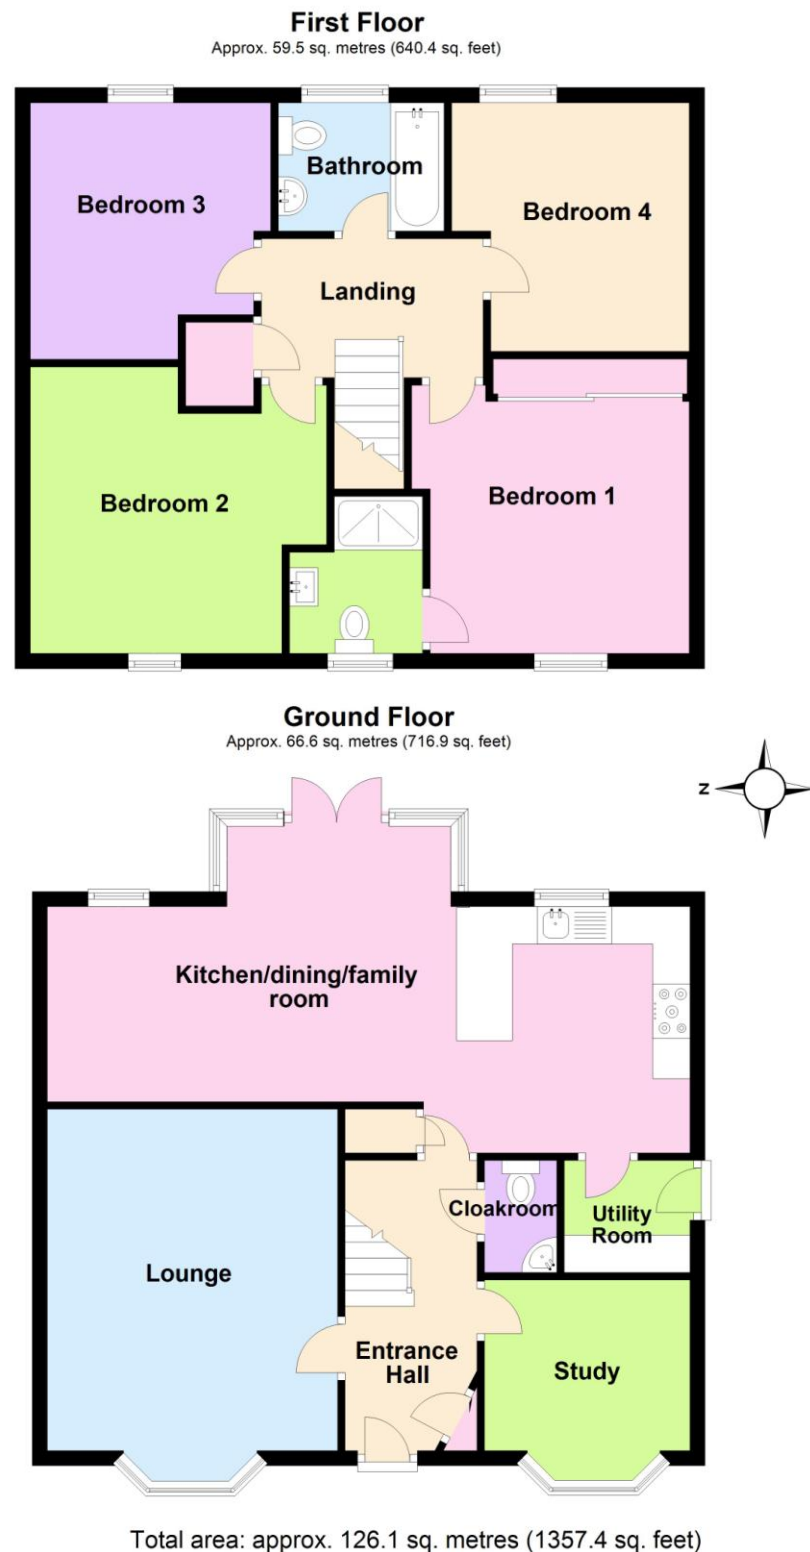 First Floor
Approx. 59.5 sq. metres (640.4 sq. feet)
Bedroom 3
Bathroom
Bedroom 4
Landing
Bedroom 2
Bedroom 1
Ground Floor
Approx. 66.6 sq. metres (716.9 sq. feet)
N
Kitchen/dining/family
room
Cloakroom
Utility
Room
Lounge
Entrance
Hall
Study
Total area: approx. 126.1 sq. metres (1357.4 sq. feet)